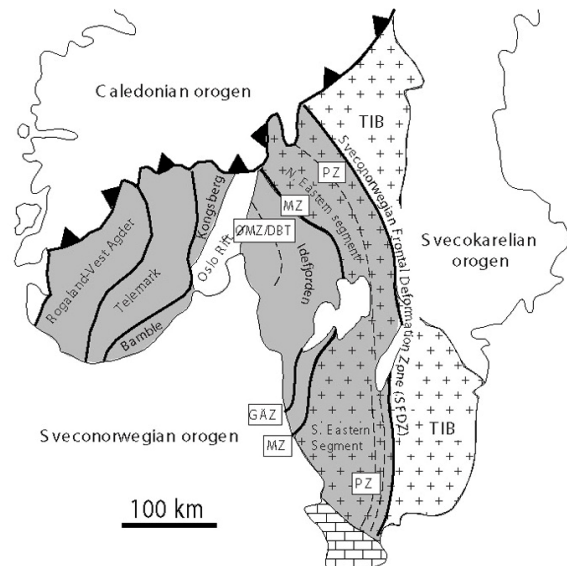 Caledonian orogen
TIB
PZ
N. Eastern
segment
MZ
Kongsberg
Sveconorwegian Frontal Deformation Zone (SFDZ)
Svecokarelian
orogen
ØMZ/DBT
Oslo Rift
Idefjorden
Rogaland-Vest Agder
Telemark
Bamble
GÄZ
Sveconorwegian orogen
MZ
S. Eastern
Segment
TIB
PZ
100 km